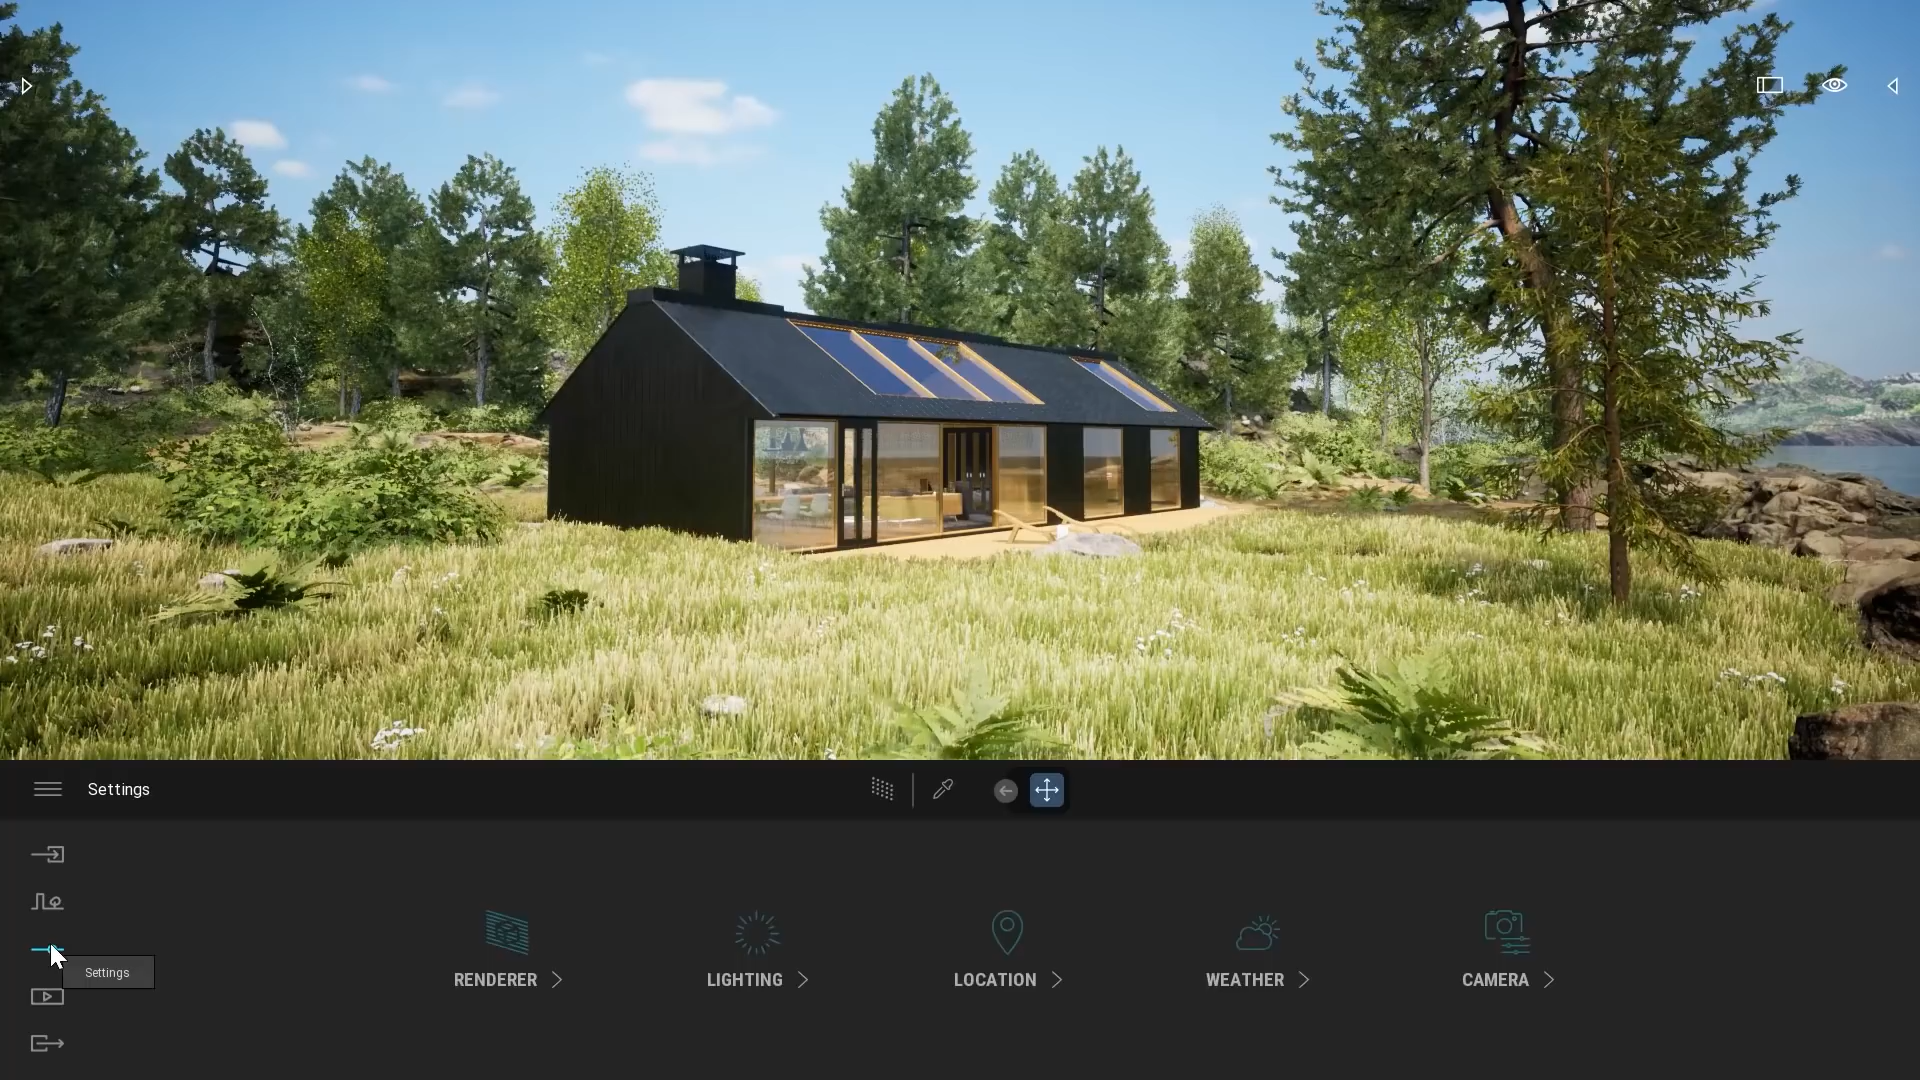 Settings
Settings
RENDERER
LIGHTING
LOCATION
WEATHER
CAMERA